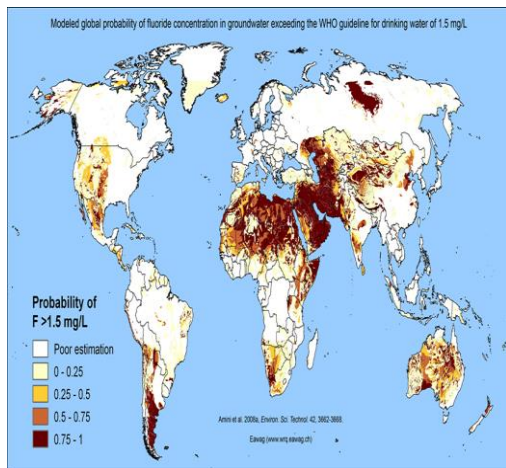 Modeled global probability of fluoride concentration in groundwater exceeding the WHO guideline for drinking water of 1.5 mg/L
Probability of
F >1.5 mg/L
Poor estimation
0 - 0.25
0.25 - 0.5
0.5 - 0.75
0.75 - 1
Amini et al. 2008a, Environ. Sci. Technol. 42, 3662-3668.
Eawag (www.wrq.eawag.ch)